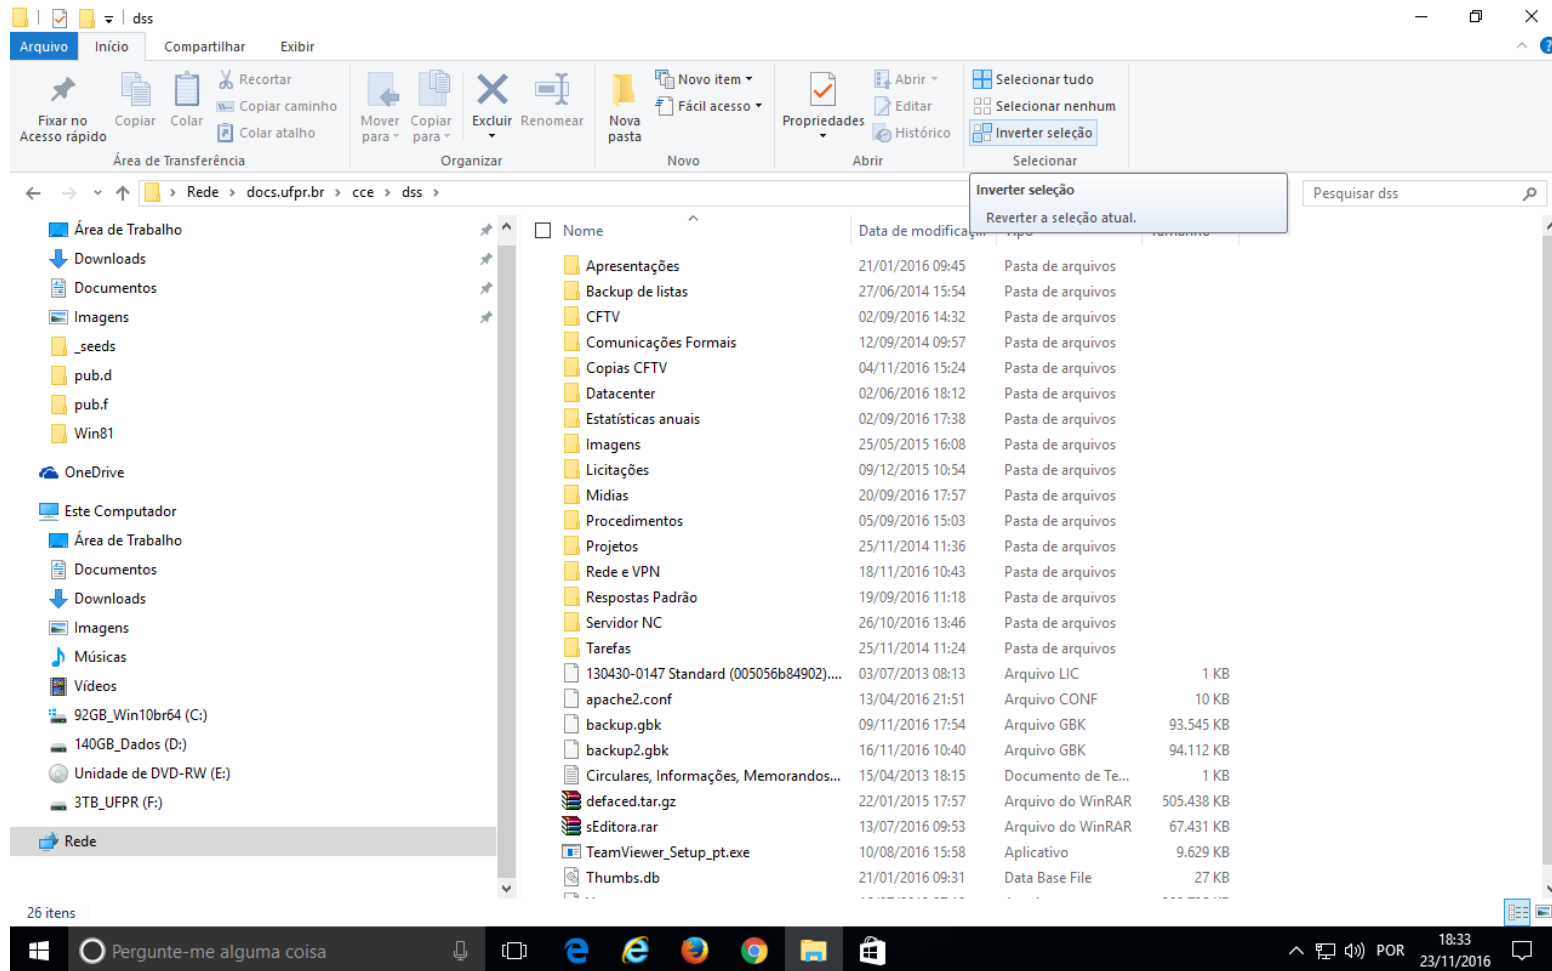 dss
Arquivo Início Compartilhar Exibir
Fixar no Acesso rápido
Copiar
Colar
Recortar
Copiar caminho
Colar atalho
Área de Transferência
Mover para
Copiar para
Excluir
Renomear
Organizar
Nova pasta
Novo item
Fácil acesso
Novo
Propriedades
Abrir
Editar
Histórico
Abrir
Selecionar tudo
Selecionar nenhum
Inverter seleção
Selecionar
Rede > docs.ufpr.br > cce > dss >
Pesquisar dss
Inverter seleção
Reverter a seleção atual.
Área de Trabalho
Downloads
Documentos
Imagens
_seeds
pub.d
pub.f
Win81
OneDrive
Este Computador
Área de Trabalho
Documentos
Downloads
Imagens
Músicas
Vídeos
92GB_Win10br64 (C:)
140GB_Dados (D:)
Unidade de DVD-RW (E:)
3TB_UFPR (F:)
Rede
Nome Data de modificaç...
Apresentações 21/01/2016 09:45 Pasta de arquivos
Backup de listas 27/06/2014 15:54 Pasta de arquivos
CFTV 02/09/2016 14:32 Pasta de arquivos
Comunicações Formais 12/09/2014 09:57 Pasta de arquivos
Copias CFTV 04/11/2016 15:24 Pasta de arquivos
Datacenter 02/06/2016 18:12 Pasta de arquivos
Estatísticas anuais 02/09/2016 17:38 Pasta de arquivos
Imagens 25/05/2015 16:08 Pasta de arquivos
Licitações 09/12/2015 10:54 Pasta de arquivos
Midias 20/09/2016 17:57 Pasta de arquivos
Procedimentos 05/09/2016 15:03 Pasta de arquivos
Projetos 25/11/2014 11:36 Pasta de arquivos
Rede e VPN 18/11/2016 10:43 Pasta de arquivos
Respostas Padrão 19/09/2016 11:18 Pasta de arquivos
Servidor NC 26/10/2016 13:46 Pasta de arquivos
Tarefas 25/11/2014 11:24 Pasta de arquivos
130430-0147 Standard (005056b84902).... 03/07/2013 08:13 Arquivo LIC 1 KB
apache2.conf 13/04/2016 21:51 Arquivo CONF 10 KB
backup.gbk 09/11/2016 17:54 Arquivo GBK 93.545 KB
backup2.gbk 16/11/2016 10:40 Arquivo GBK 94.112 KB
Circulares, Informações, Memorandos... 15/04/2013 18:15 Documento de Te... 1 KB
defaced.tar.gz 22/01/2015 17:57 Arquivo do WinRAR 505.438 KB
sEditora.rar 13/07/2016 09:53 Arquivo do WinRAR 67.431 KB
TeamViewer_Setup_pt.exe 10/08/2016 15:58 Aplicativo 9.629 KB
Thumbs.db 21/01/2016 09:31 Data Base File 27 KB
26 itens
Pergunte-me alguma coisa
POR
18:33
23/11/2016